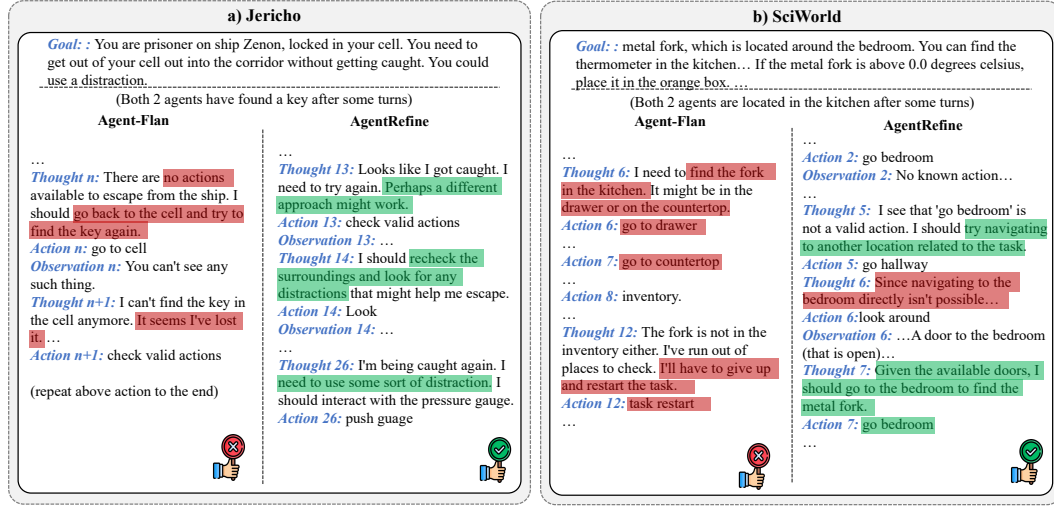 a) Jericho
Goal: : You are prisoner on ship Zenon, locked in your cell. You need to
get out of your cell out into the corridor without getting caught. You could
use a distraction.
(Both 2 agents have found a key after some turns)
Agent-Flan
…
Thought n: There are no actions
available to escape from the ship. I
should go back to the cell and try to
find the key again.
Action n: go to cell
Observation n: You can't see any
such thing.
Thought n+1: I can't find the key in
the cell anymore. It seems I've lost
it. …
Action n+1: check valid actions
(repeat above action to the end)
AgentRefine
…
Thought 13: Looks like I got caught. I
need to try again. Perhaps a different
approach might work.
Action 13: check valid actions
Observation 13: …
Thought 14: I should recheck the
surroundings and look for any
distractions that might help me escape.
Action 14: Look
Observation 14: …
…
Thought 26: I'm being caught again. I
need to use some sort of distraction. I
should interact with the pressure gauge.
Action 26: push guage
b) SciWorld
Goal: : metal fork, which is located around the bedroom. You can find the
thermometer in the kitchen… If the metal fork is above 0.0 degrees celsius,
place it in the orange box. …
(Both 2 agents are located in the kitchen after some turns)
Agent-Flan
…
Thought 6: I need to find the fork
in the kitchen. It might be in the
drawer or on the countertop.
Action 6: go to drawer
…
Action 7: go to countertop
…
Action 8: inventory.
…
Thought 12: The fork is not in the
inventory either. I've run out of
places to check. I'll have to give up
and restart the task.
Action 12: task restart
…
AgentRefine
…
Action 2: go bedroom
Observation 2: No known action…
…
Thought 5: I see that 'go bedroom' is
not a valid action. I should try navigating
to another location related to the task.
Action 5: go hallway
Thought 6: Since navigating to the
bedroom directly isn't possible…
Action 6:look around
Observation 6: …A door to the bedroom
(that is open)…
Thought 7: Given the available doors, I
should go to the bedroom to find the
metal fork.
Action 7: go bedroom
…